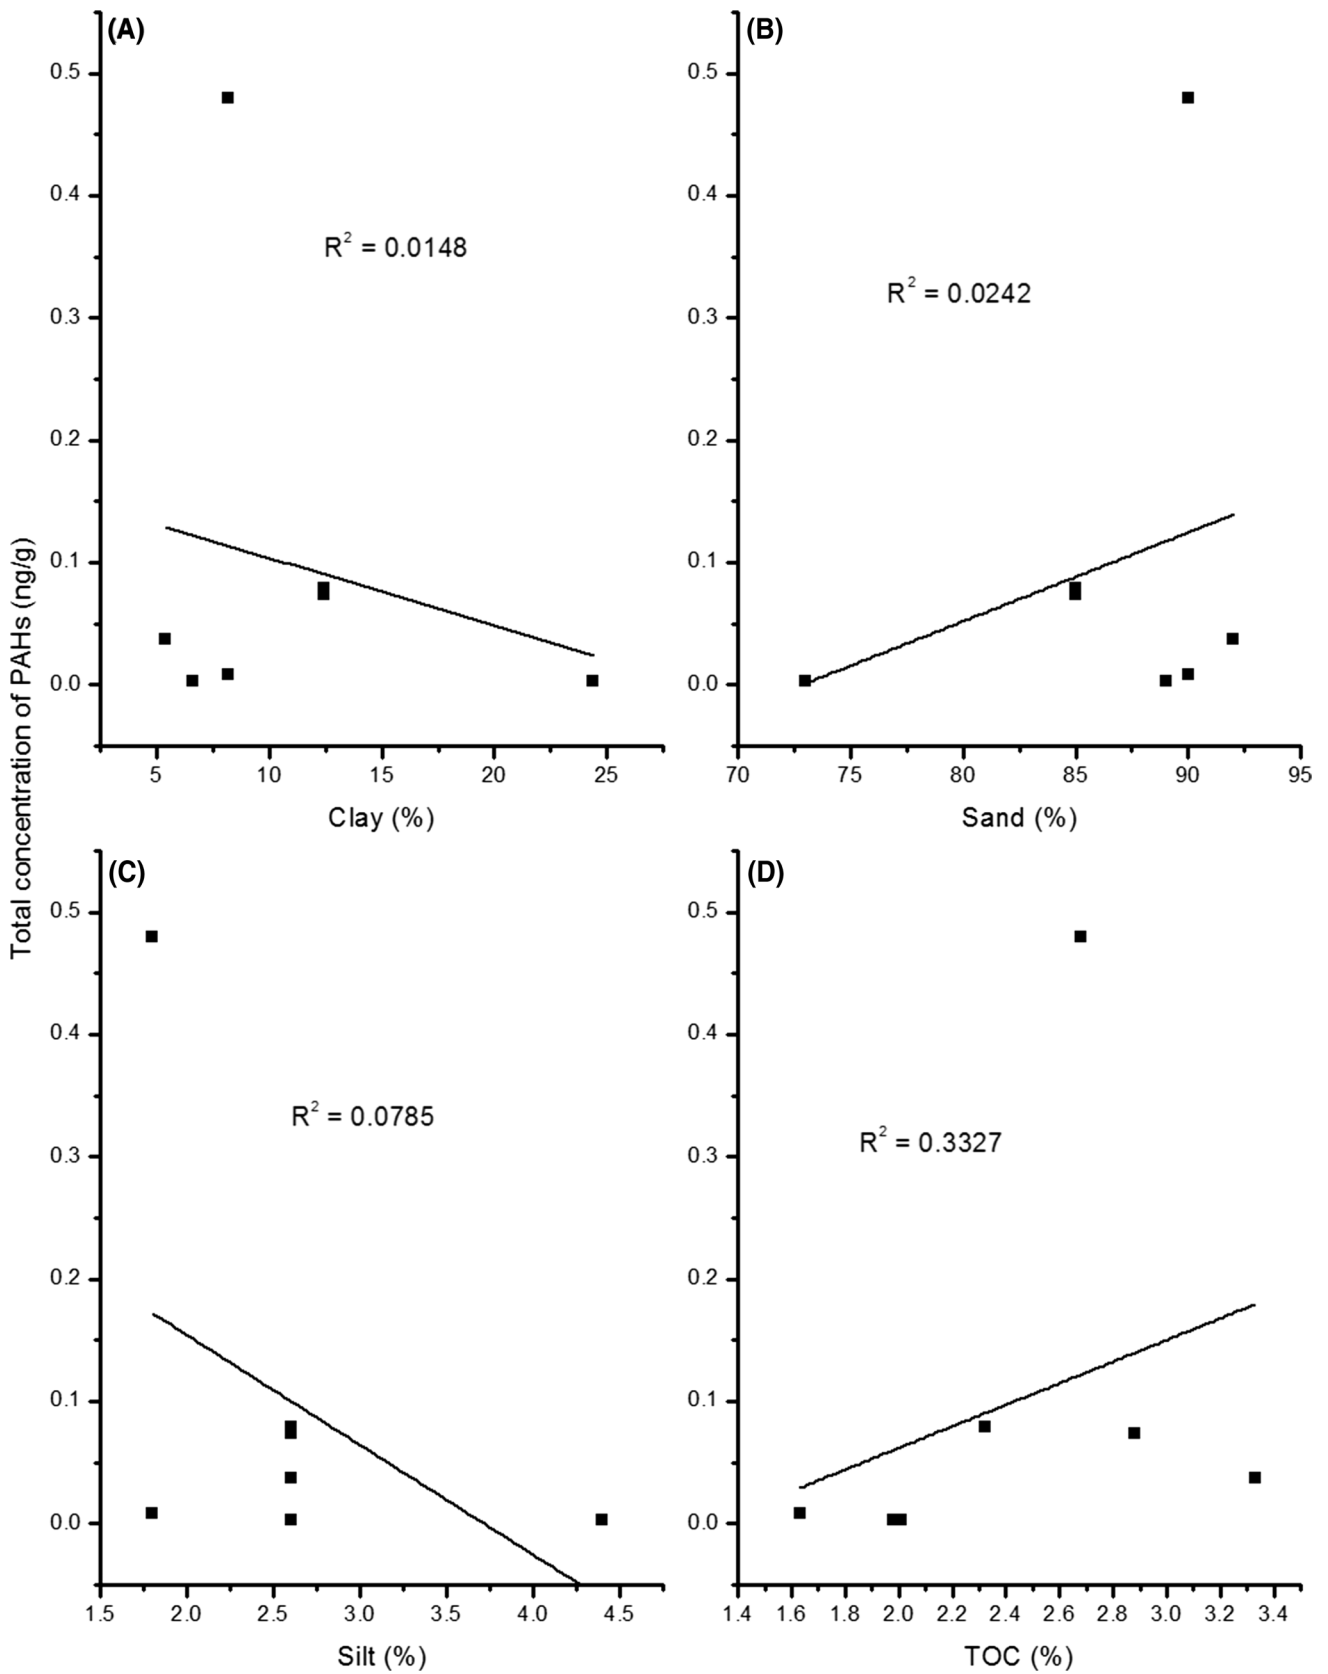 Total concentration of PAHs (ng/g)
(A)
0.5
0.4
0.3
0.2
0.1
0.0
R² = 0.0148
5 10 15 20 25
Clay (%)
(B)
0.5
0.4
0.3
0.2
0.1
0.0
R² = 0.0242
70 75 80 85 90 95
Sand (%)
(C)
0.5
0.4
0.3
0.2
0.1
0.0
R² = 0.0785
1.5 2.0 2.5 3.0 3.5 4.0 4.5
Silt (%)
(D)
0.5
0.4
0.3
0.2
0.1
0.0
R² = 0.3327
1.4 1.6 1.8 2.0 2.2 2.4 2.6 2.8 3.0 3.2 3.4
TOC (%)